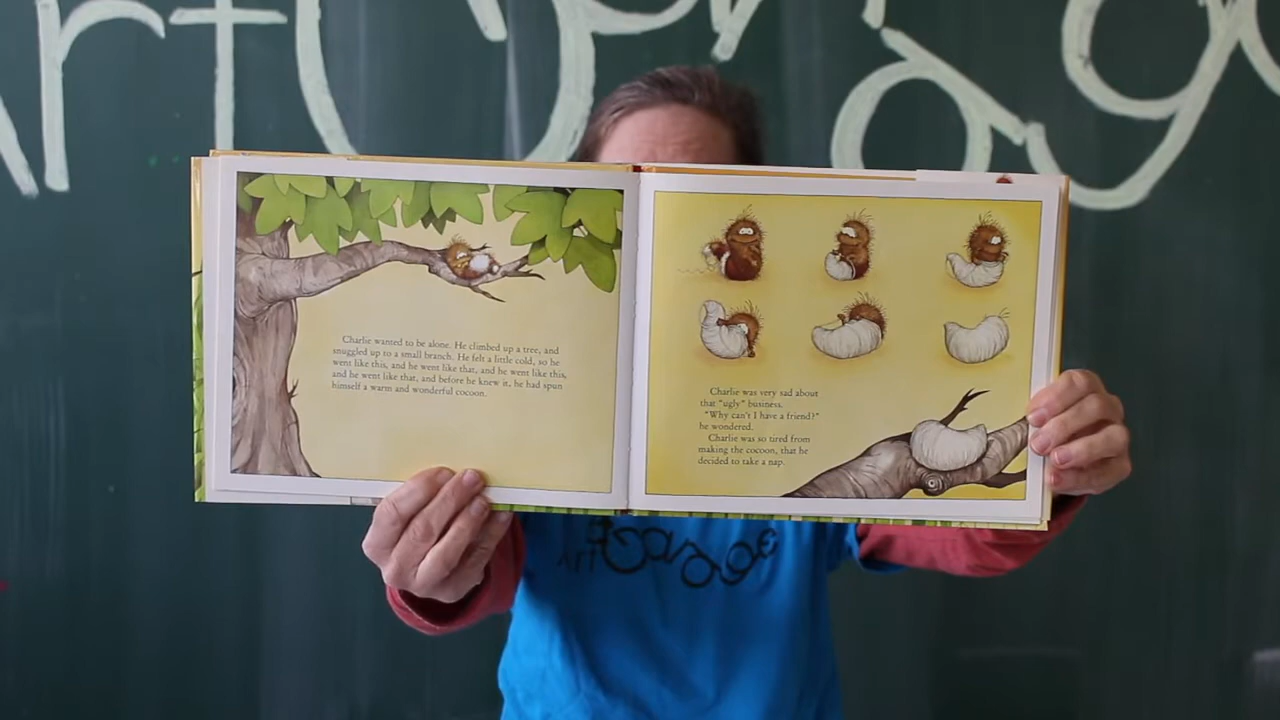 ArtGarage
Charlie wanted to be alone. He climbed up a tree, and
snuggled up to a small branch. He felt a little cold, so he
went like this, and he went like that, and he went like this,
and he went like that, and before he knew it, he had spun
himself a warm and wonderful cocoon.
Charlie was very sad about
that "ugly" business.
"Why can't I have a friend?"
he wondered.
Charlie was so tired from
making the cocoon, that he
decided to take a nap.
ArtGarage